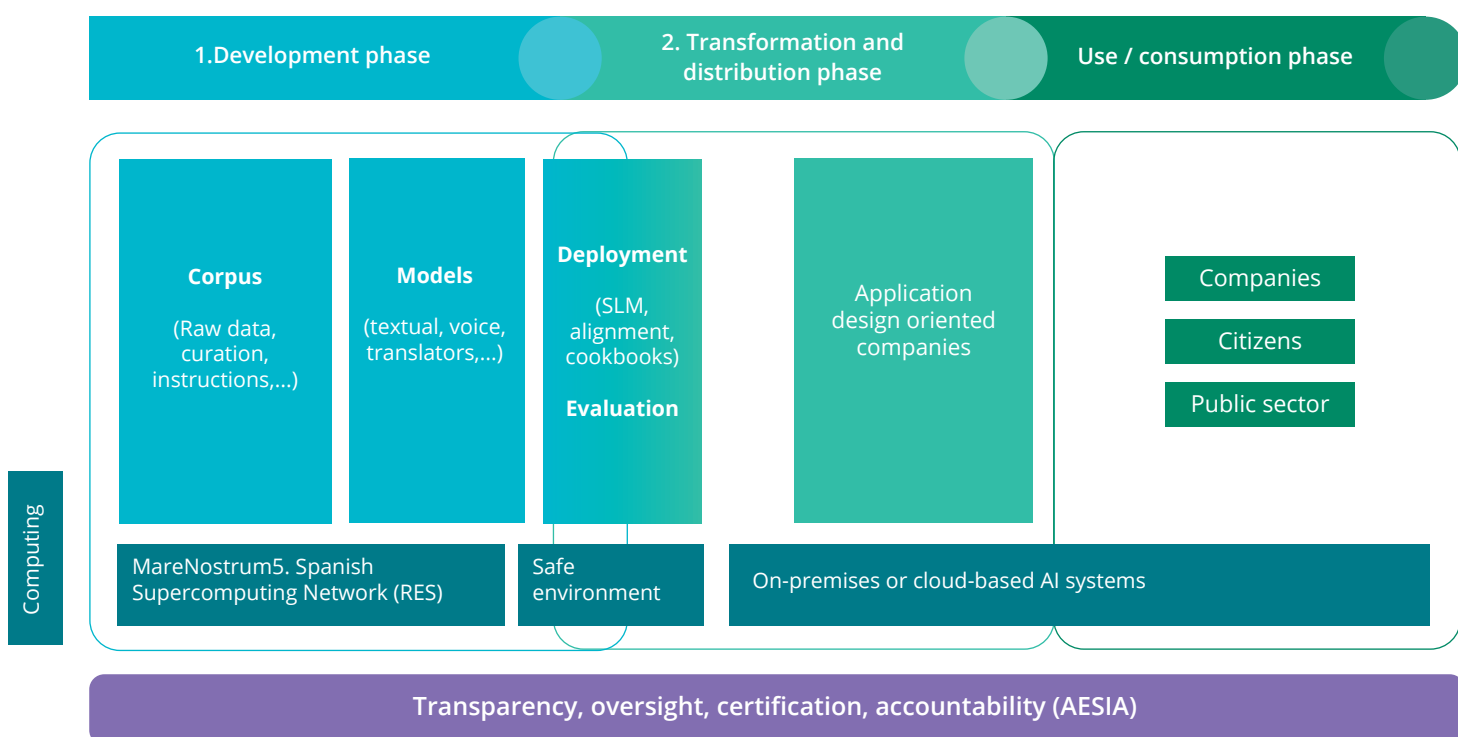 1.Development phase
2. Transformation and
distribution phase
Use / consumption phase
Corpus
(Raw data,
curation,
instructions,...)
Models
(textual, voice,
translators,...)
Deployment
(SLM,
alignment,
cookbooks)
Evaluation
Application
design oriented
companies
Companies
Citizens
Public sector
Computing
MareNostrum5. Spanish
Supercomputing Network (RES)
Safe
environment
On-premises or cloud-based AI systems
Transparency, oversight, certification, accountability (AESIA)